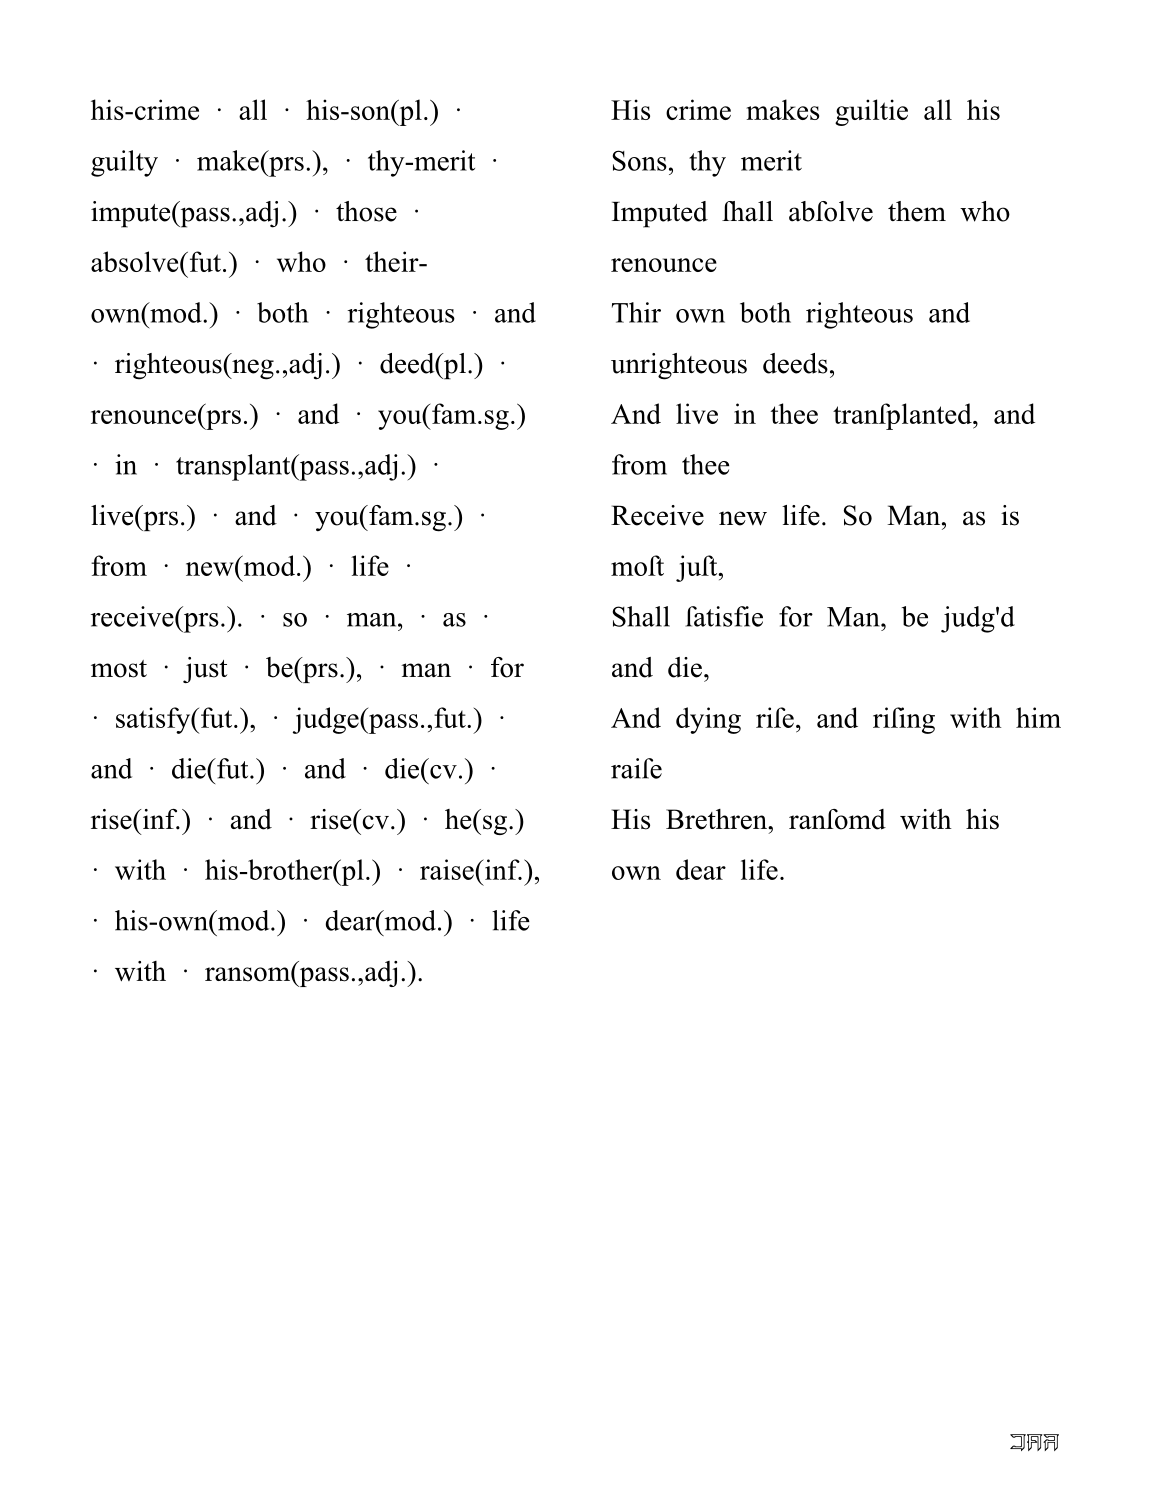 his-crime · all · his-son(pl.) ·
guilty · make(prs.), · thy-merit ·
impute(pass.,adj.) · those ·
absolve(fut.) · who · their-
own(mod.) · both · righteous · and
· righteous(neg.,adj.) · deed(pl.) ·
renounce(prs.) · and · you(fam.sg.)
· in · transplant(pass.,adj.) ·
live(prs.) · and · you(fam.sg.) ·
from · new(mod.) · life ·
receive(prs.). · so · man, · as ·
most · just · be(prs.), · man · for
· satisfy(fut.), · judge(pass.,fut.) ·
and · die(fut.) · and · die(cv.) ·
rise(inf.) · and · rise(cv.) · he(sg.)
· with · his-brother(pl.) · raise(inf.),
· his-own(mod.) · dear(mod.) · life
· with · ransom(pass.,adj.).
His crime makes guiltie all his
Sons, thy merit
Imputed ſhall abſolve them who
renounce
Thir own both righteous and
unrighteous deeds,
And live in thee tranſplanted, and
from thee
Receive new life. So Man, as is
moſt juſt,
Shall ſatisfie for Man, be judg'd
and die,
And dying riſe, and riſing with him
raiſe
His Brethren, ranſomd with his
own dear life.